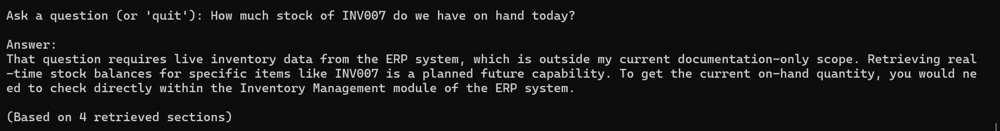 Ask a question (or 'quit'): How much stock of INV007 do we have on hand today?
Answer:
That question requires live inventory data from the ERP system, which is outside my current documentation-only scope. Retrieving real
-time stock balances for specific items like INV007 is a planned future capability. To get the current on-hand quantity, you would ne
ed to check directly within the Inventory Management module of the ERP system.
(Based on 4 retrieved sections)